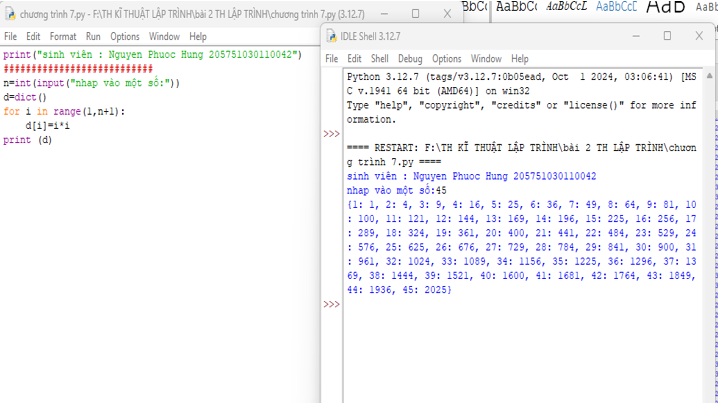 chương trình 7.py - F:\TH KĨ THUẬT LẬP TRÌNH\bài 2 TH LẬP TRÌNH\chương trình 7.py (3.12.7)
File Edit Format Run Options Window Help
print("sinh viên : Nguyen Phuoc Hung 205751030110042")
###########################
n=int(input("nhap vào một số:"))
d=dict()
for i in range(1,n+1):
    d[i]=i*i
print (d)
BbC( AaBbC( AaBbCcL AaBbCcD AaB AaBb(
IDLE Shell 3.12.7
File Edit Shell Debug Options Window Help
Python 3.12.7 (tags/v3.12.7:0b05ead, Oct 1 2024, 03:06:41) [MS
C v.1941 64 bit (AMD64)] on win32
Type "help", "copyright", "credits" or "license()" for more inf
ormation.
>>>
==== RESTART: F:\TH KĨ THUẬT LẬP TRÌNH\bài 2 TH LẬP TRÌNH\chươn
g trình 7.py ====
sinh viên : Nguyen Phuoc Hung 205751030110042
nhap vào một số:45
{1: 1, 2: 4, 3: 9, 4: 16, 5: 25, 6: 36, 7: 49, 8: 64, 9: 81, 10
: 100, 11: 121, 12: 144, 13: 169, 14: 196, 15: 225, 16: 256, 17
: 289, 18: 324, 19: 361, 20: 400, 21: 441, 22: 484, 23: 529, 24
: 576, 25: 625, 26: 676, 27: 729, 28: 784, 29: 841, 30: 900, 31
: 961, 32: 1024, 33: 1089, 34: 1156, 35: 1225, 36: 1296, 37: 13
69, 38: 1444, 39: 1521, 40: 1600, 41: 1681, 42: 1764, 43: 1849,
44: 1936, 45: 2025}
>>>